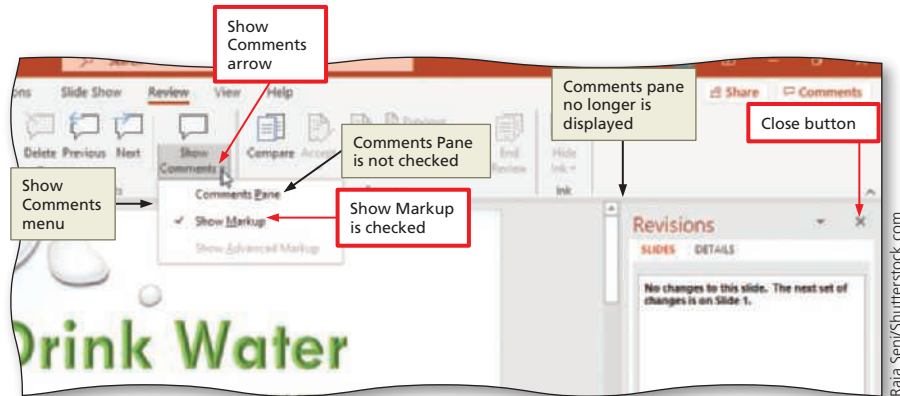 Show
Comments
arrow
Slide Show
Review
View
Help
Share
Comments
Comments pane
no longer is
displayed
Close button
Delete
Previous
Next
Show
Comments
Compare
Previous
End
Review
Hide
Ink
Ink
Comments Pane
is not checked
Show
Comments
menu
Comments Pane
Show Markup
Show Advanced Markup
Show Markup
is checked
Revisions
SLIDES DETAILS
No changes to this slide. The next set of
changes is on Slide 1.
Drink Water
Raja Seni/Shutterstock.com